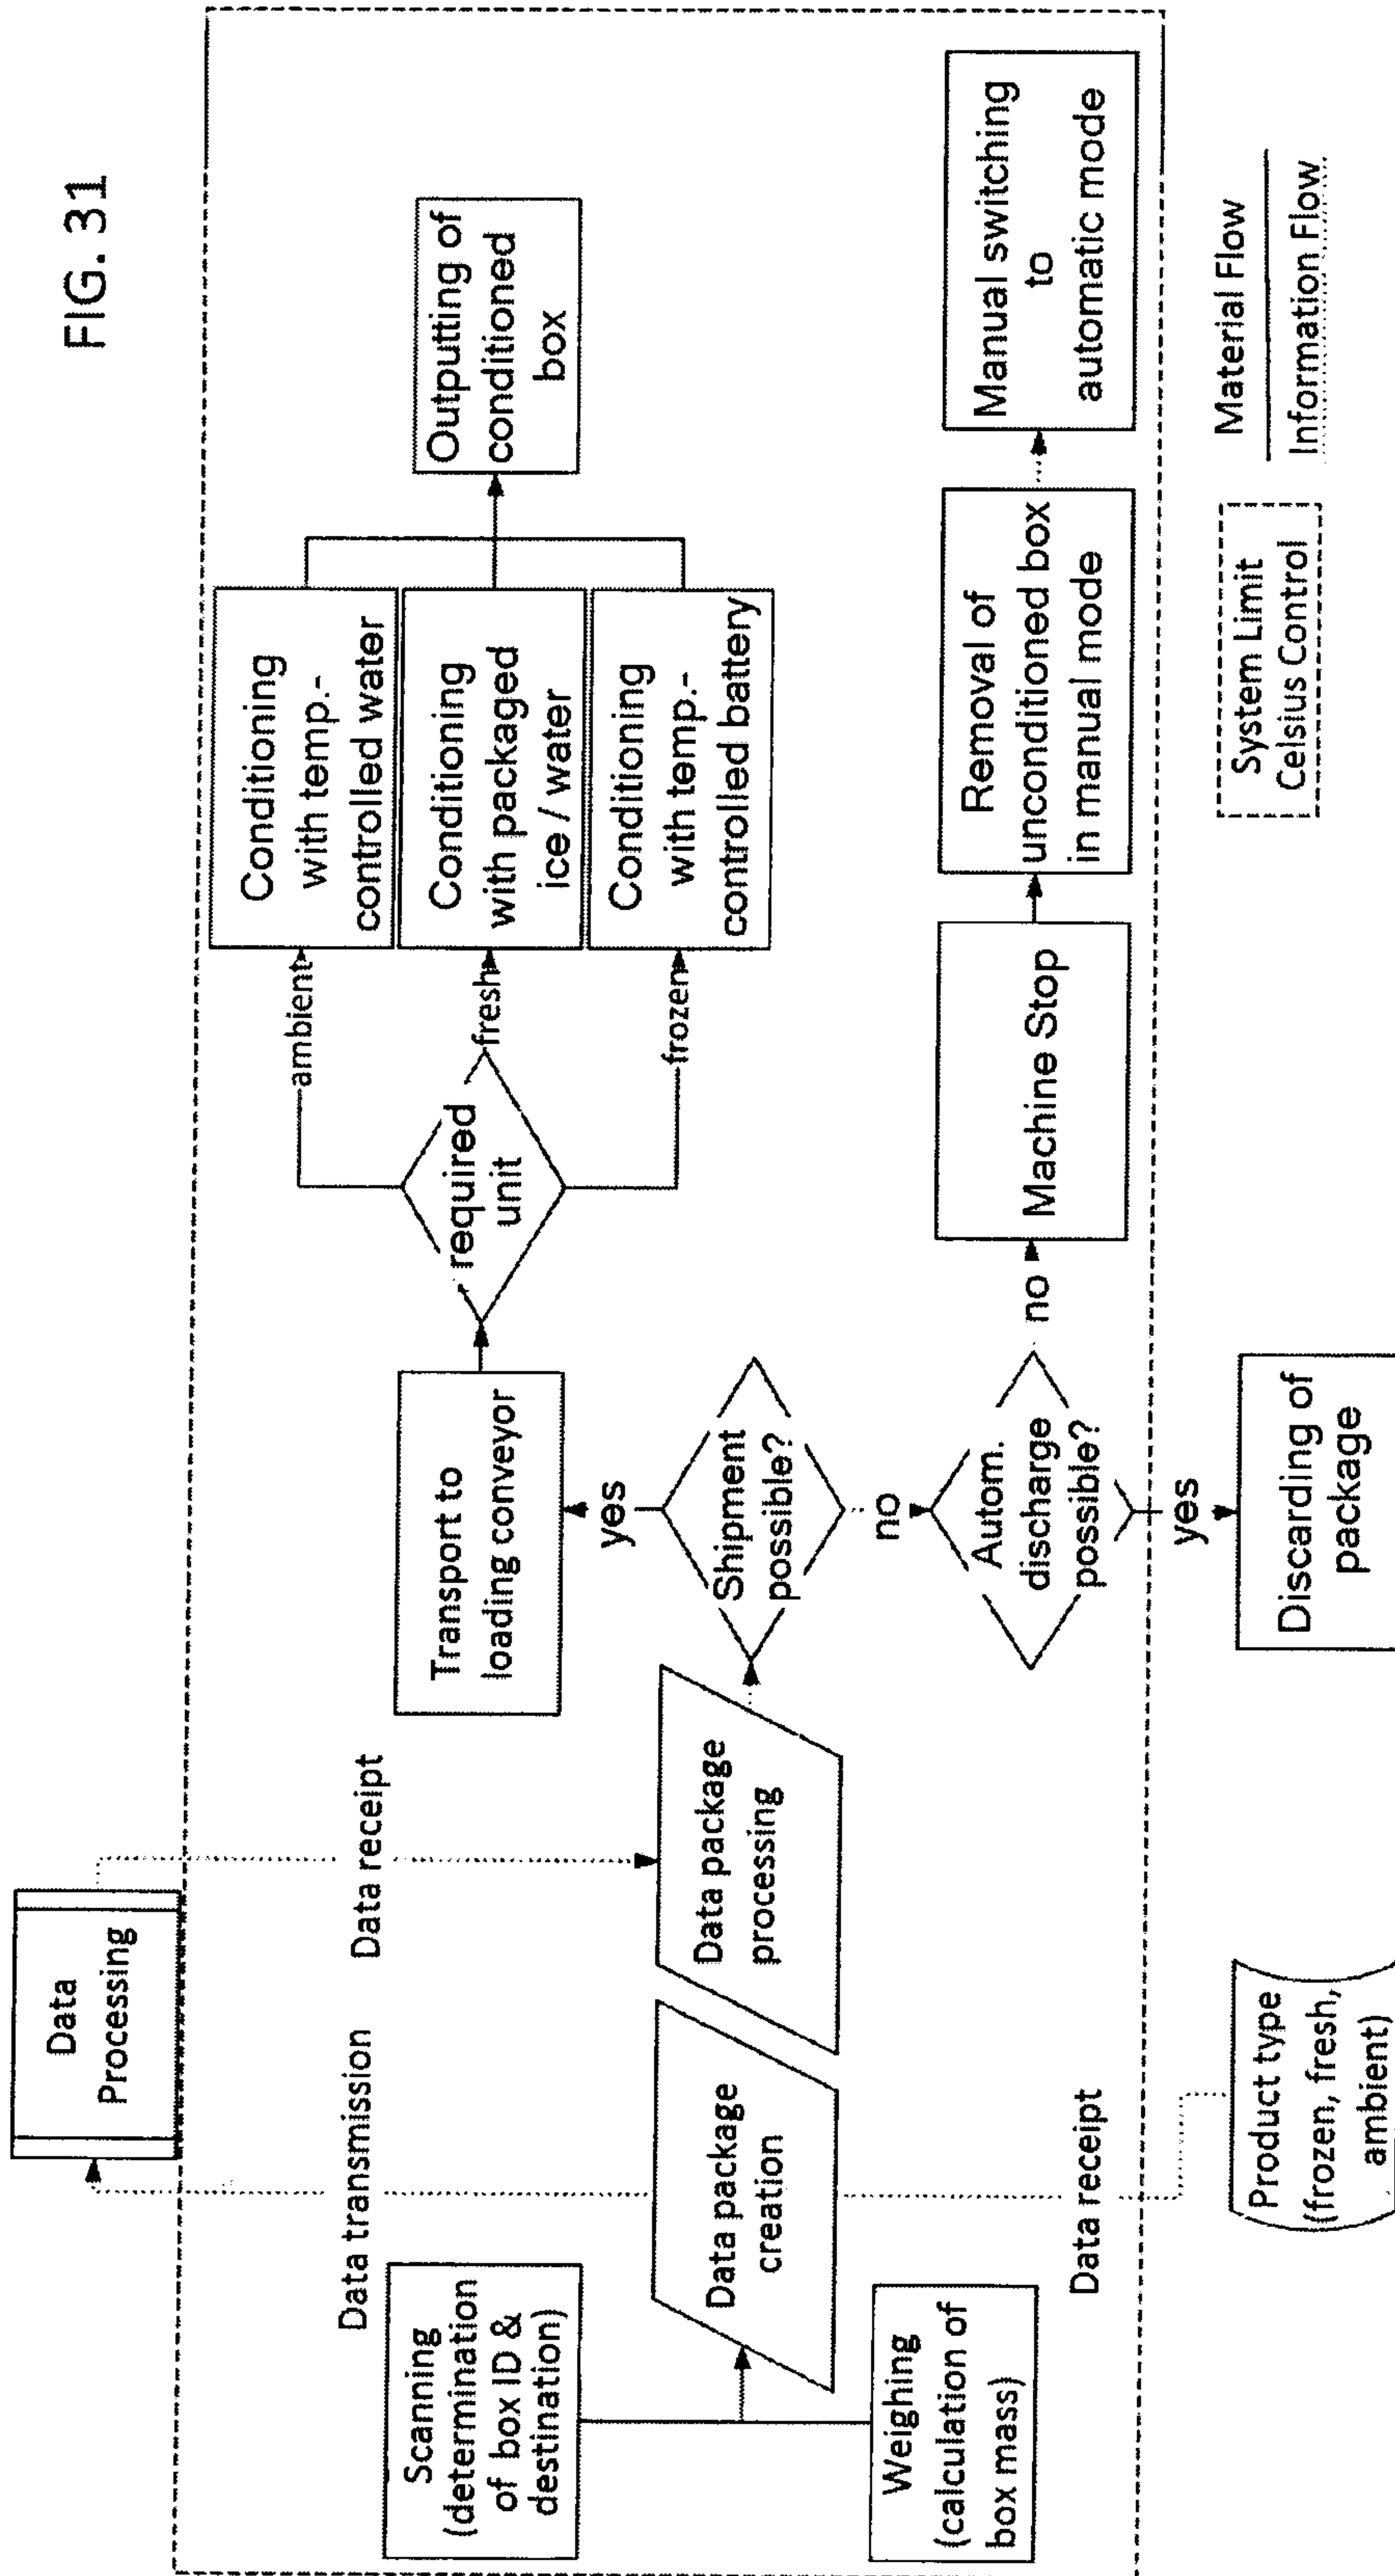 FIG. 31
Data
Processing
Data transmission
Data receipt
Scanning
(determination
of box ID &
destination)
Weighing
(calculation of
box mass)
Data package
creation
Data package
processing
Data receipt
Product type
(frozen, fresh,
ambient)
Transport to
loading conveyor
yes
Shipment
possible?
no
Autom.
discharge
possible?
yes
Discarding of
package
required
unit
ambient
fresh
frozen
Conditioning
with temp.-
controlled water
Conditioning
with packaged
ice / water
Conditioning
with temp.-
controlled battery
Outputting of
conditioned
box
no
Machine Stop
Removal of
unconditioned box
in manual mode
Manual switching
to
automatic mode
System Limit
Celsius Control
Material Flow
Information Flow